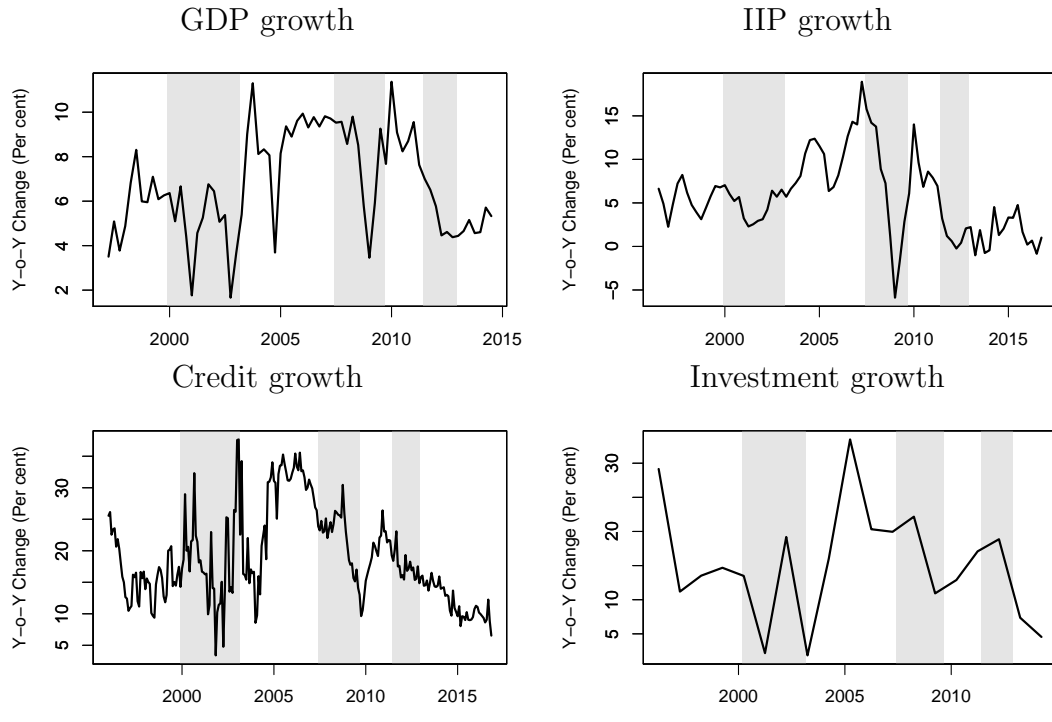 GDP growth
Y−o−Y Change (Per cent)
10
8
6
4
2
2000 2005 2010 2015
IIP growth
Y−o−Y Change (Per cent)
15
10
5
0
−5
2000 2005 2010 2015
Credit growth
Y−o−Y Change (Per cent)
30
20
10
5
2000 2005 2010 2015
Investment growth
Y−o−Y Change (Per cent)
30
20
10
5
2000 2005 2010